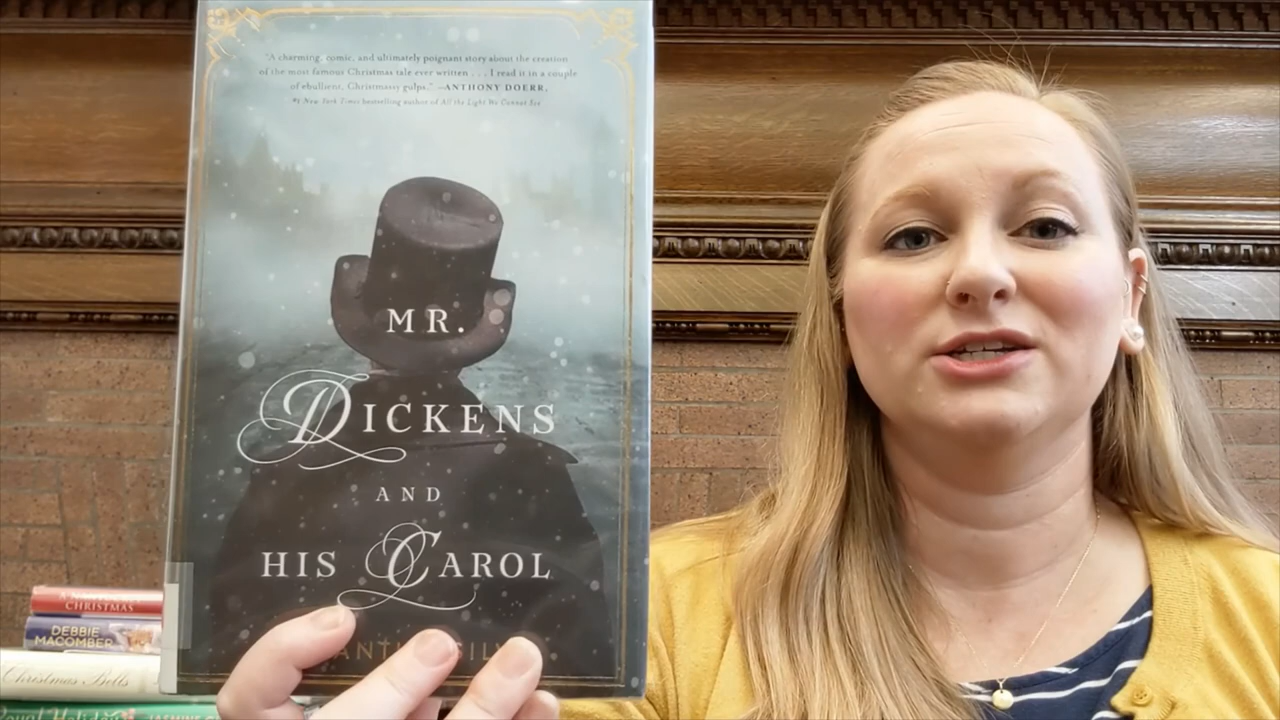 "A charming, comic, and ultimately poignant story about the creation
of the most famous Christmas tale ever written . . . I read it in a couple
of ebullient, Christmassy gulps." —ANTHONY DOERR,
#1 New York Times bestselling author of All the Light We Cannot See
MR.
DICKENS
AND
HIS CAROL
CHRISTMAS
DEBBIE
MACOMBER
Christmas Bells
Royal Holiday